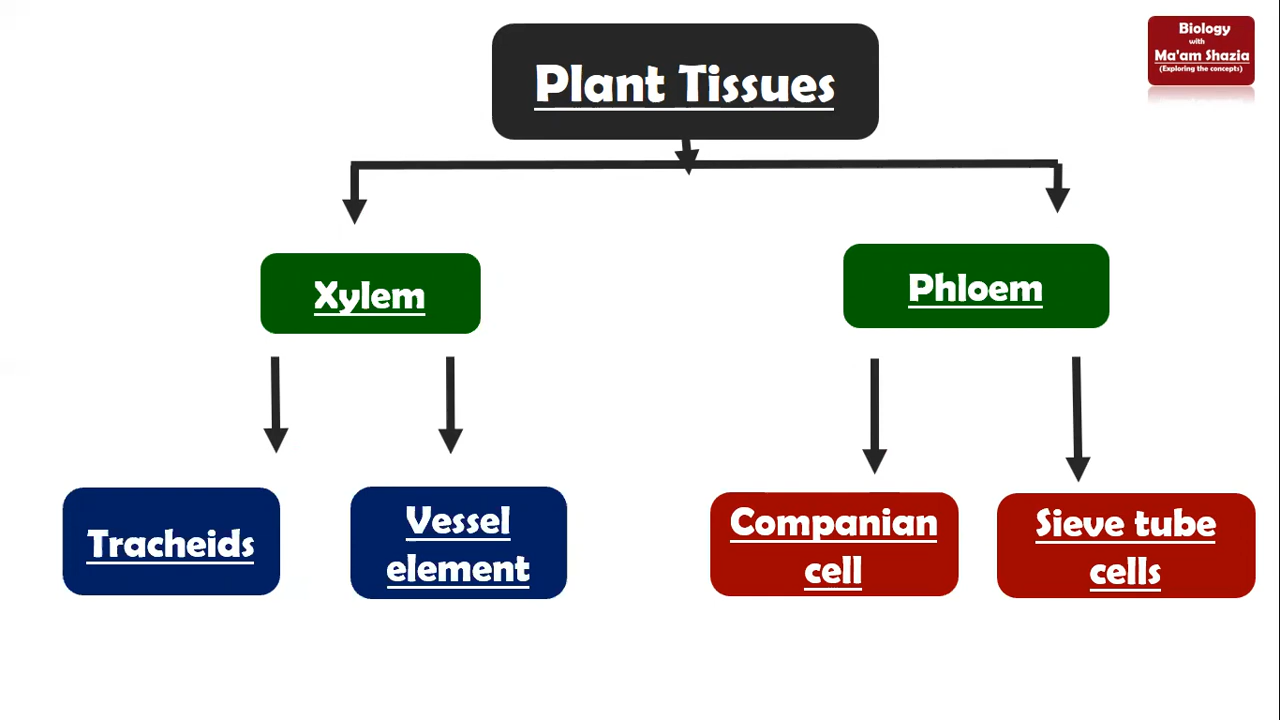 Biology
with
Ma'am Shazia
(Exploring the concepts)
Plant Tissues
Xylem
Phloem
Tracheids
Vessel
element
Companian
cell
Sieve tube
cells